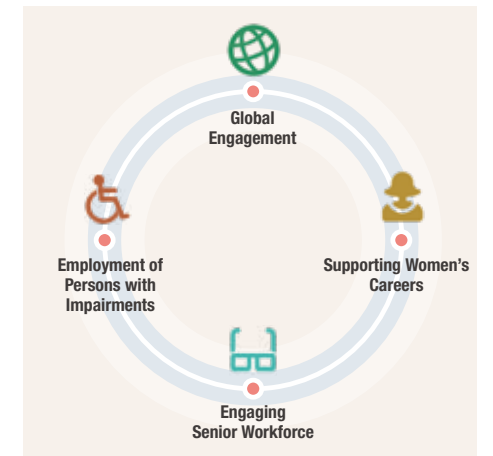 Global
Engagement
Employment of
Persons with
Impairments
Supporting Women's
Careers
Engaging
Senior Workforce